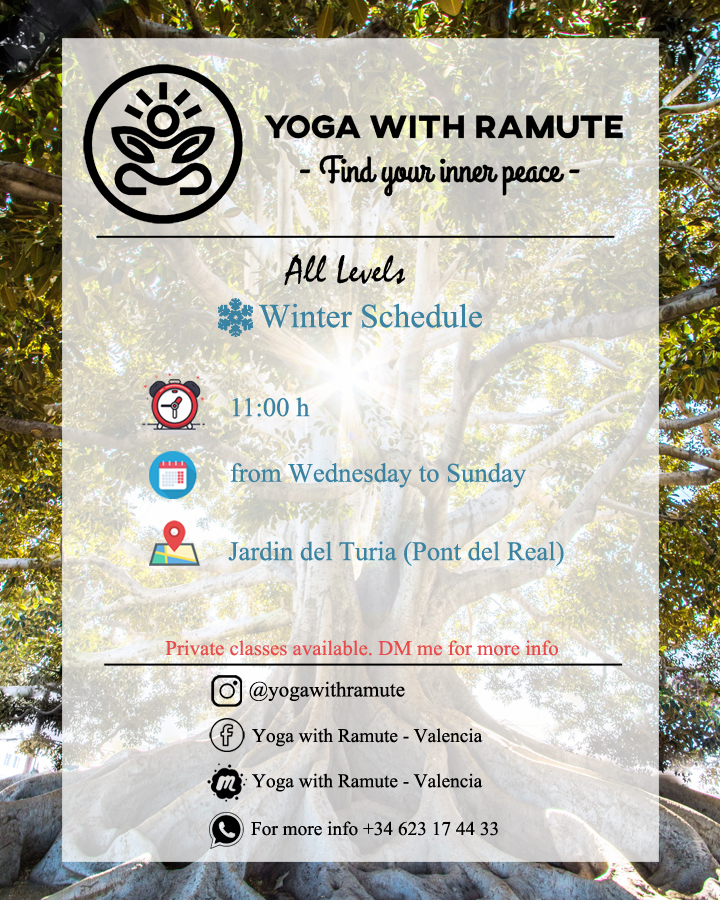 YOGA WITH RAMUTE
- Find your inner peace -
All Levels
Winter Schedule
11:00 h
from Wednesday to Sunday
Jardin del Turia (Pont del Real)
Private classes available. DM me for more info
@yogawithramute
Yoga with Ramute - Valencia
Yoga with Ramute - Valencia
For more info +34 623 17 44 33